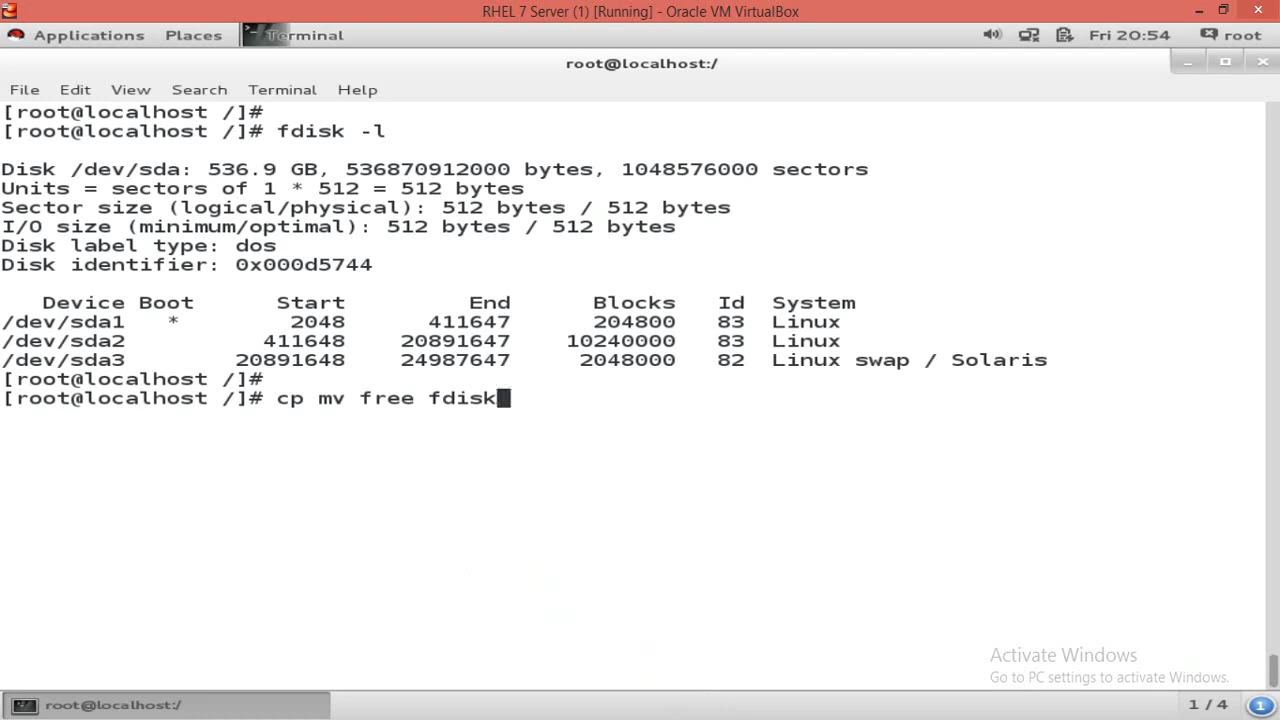 RHEL 7 Server (1) [Running] - Oracle VM VirtualBox
Applications Places Terminal Fri 20:54 root
root@localhost:/
File Edit View Search Terminal Help
[root@localhost /]#
[root@localhost /]# fdisk -l
Disk /dev/sda: 536.9 GB, 536870912000 bytes, 1048576000 sectors
Units = sectors of 1 * 512 = 512 bytes
Sector size (logical/physical): 512 bytes / 512 bytes
I/O size (minimum/optimal): 512 bytes / 512 bytes
Disk label type: dos
Disk identifier: 0x000d5744
Device Boot Start End Blocks Id System
/dev/sda1 * 2048 411647 204800 83 Linux
/dev/sda2 411648 20891647 10240000 83 Linux
/dev/sda3 20891648 24987647 2048000 82 Linux swap / Solaris
[root@localhost /]#
[root@localhost /]# cp mv free fdisk
Activate Windows
Go to PC settings to activate Windows.
root@localhost:/ 1 / 4 1